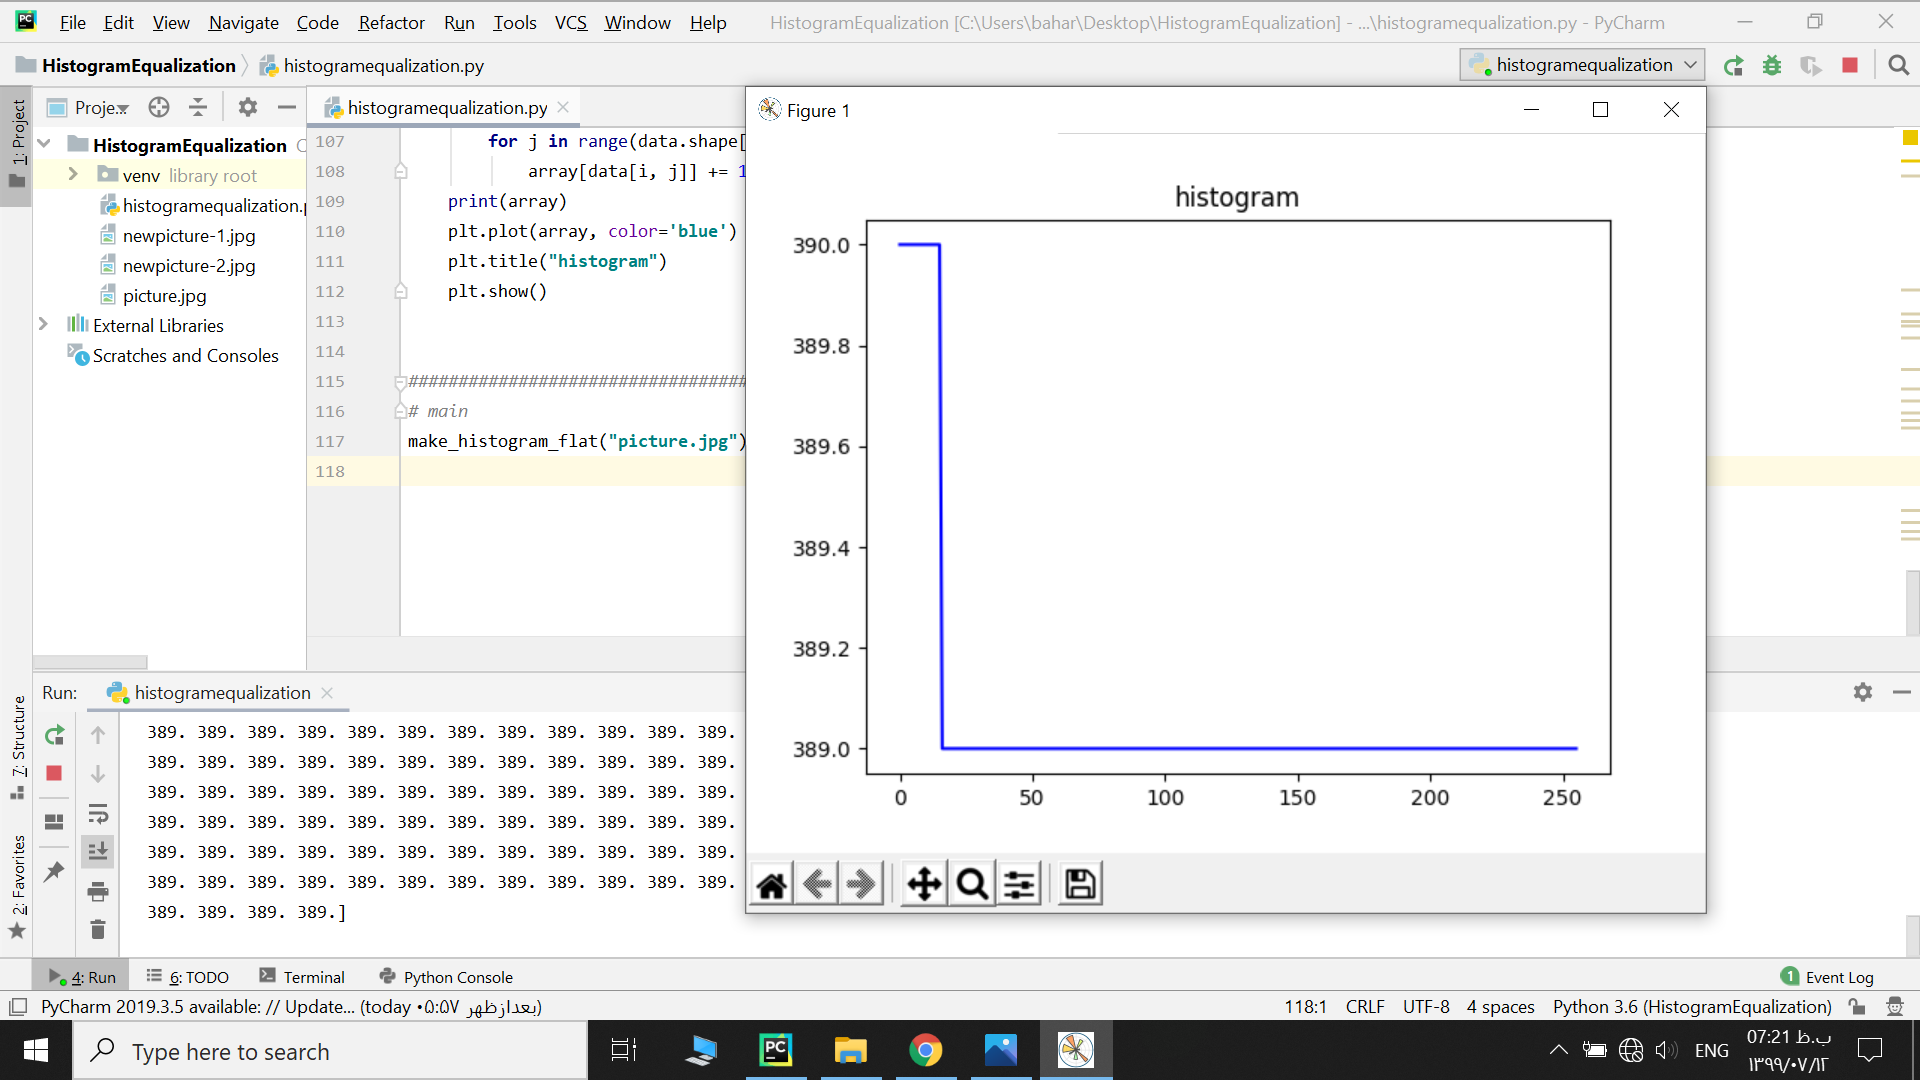 File Edit View Navigate Code Refactor Run Tools VCS Window Help HistogramEqualization [C:\Users\bahar\Desktop\HistogramEqualization] - ...\histogramequalization.py - PyCharm
HistogramEqualization histogramequalization.py
histogramequalization
1: Project
Proje...
HistogramEqualization
venv library root
histogramequalization.
newpicture-1.jpg
newpicture-2.jpg
picture.jpg
External Libraries
Scratches and Consoles
histogramequalization.py
107 for j in range(data.shape[
108 array[data[i, j]] += 1
109 print(array)
110 plt.plot(array, color='blue')
111 plt.title("histogram")
112 plt.show()
113
114
115 ##################################
116 # main
117 make_histogram_flat("picture.jpg")
118
Figure 1
histogram
390.0
389.8
389.6
389.4
389.2
389.0
0 50 100 150 200 250
7: Structure
2: Favorites
Run: histogramequalization
389. 389. 389. 389. 389. 389. 389. 389. 389. 389. 389. 389.
389. 389. 389. 389. 389. 389. 389. 389. 389. 389. 389. 389.
389. 389. 389. 389. 389. 389. 389. 389. 389. 389. 389. 389.
389. 389. 389. 389. 389. 389. 389. 389. 389. 389. 389. 389.
389. 389. 389. 389. 389. 389. 389. 389. 389. 389. 389. 389.
389. 389. 389. 389. 389. 389. 389. 389. 389. 389. 389. 389.
389. 389. 389. 389.]
4: Run 6: TODO Terminal Python Console 1 Event Log
PyCharm 2019.3.5 available: // Update... (today ۰۵:۵۷ بعدازظهر) 118:1 CRLF UTF-8 4 spaces Python 3.6 (HistogramEqualization)
Type here to search
PC
ENG
07:21 ب.ظ
۱۳۹۹/۰۷/۱۲